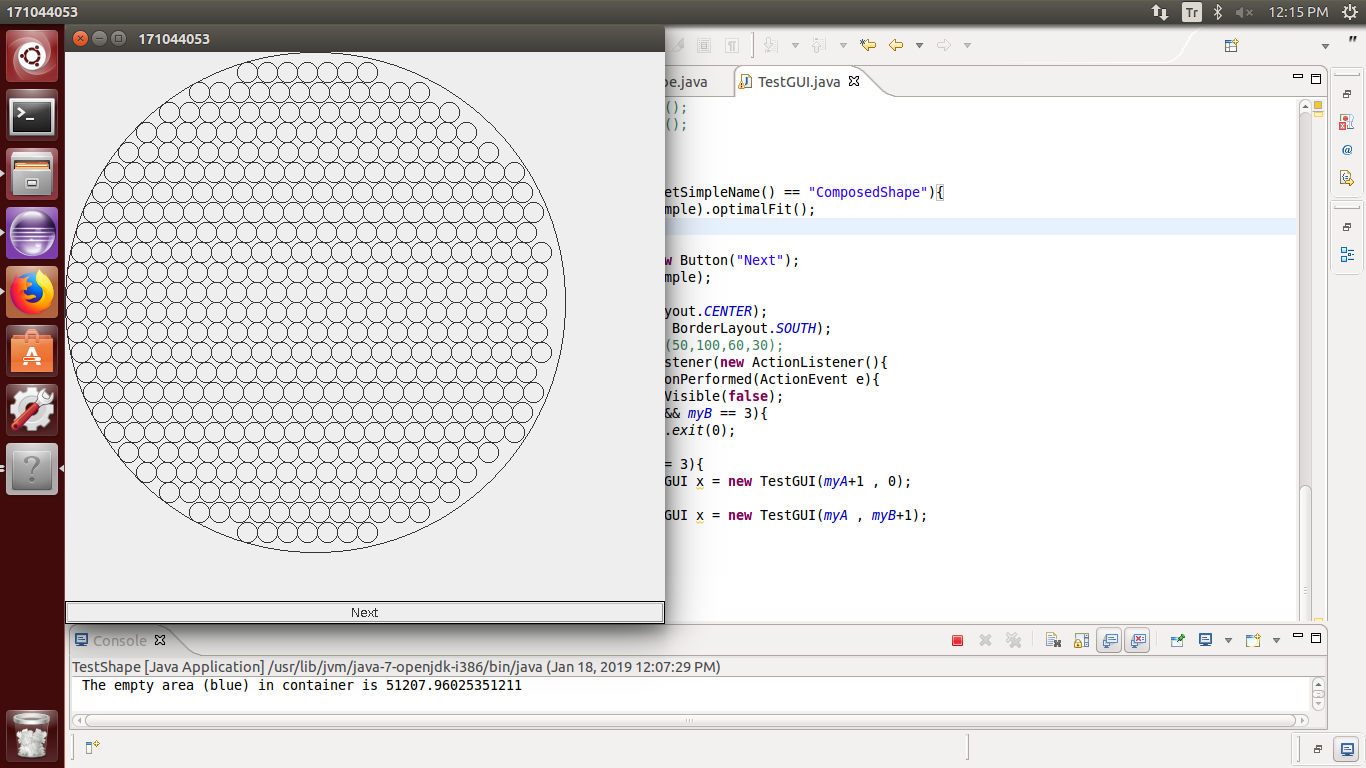 171044053
Tr
12:15 PM
171044053
pe.java
TestGUI.java
();
();
etSimpleName() == "ComposedShape"){
mple).optimalFit();
w Button("Next");
mple);
yout.CENTER);
BorderLayout.SOUTH);
(50,100,60,30);
stener(new ActionListener(){
onPerformed(ActionEvent e){
Visible(false);
&& myB == 3){
.exit(0);
= 3){
GUI x = new TestGUI(myA+1 , 0);
GUI x = new TestGUI(myA , myB+1);
Next
Console
TestShape [Java Application] /usr/lib/jvm/java-7-openjdk-i386/bin/java (Jan 18, 2019 12:07:29 PM)
The empty area (blue) in container is 51207.96025351211